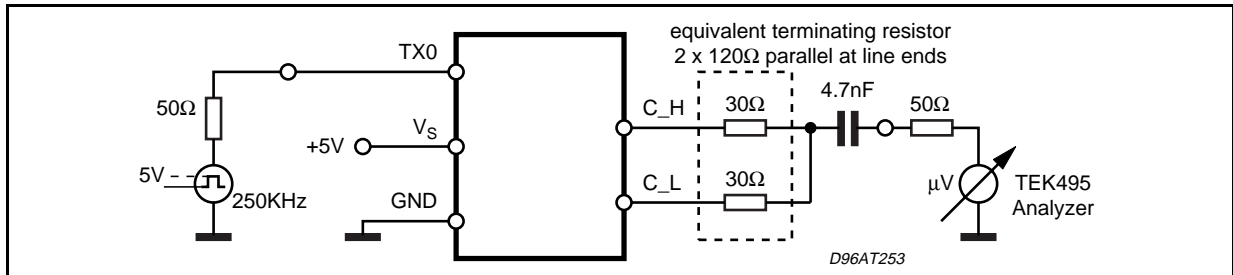 equivalent terminating resistor
2 x 120Ω parallel at line ends
TX0
50Ω
C_H
30Ω
4.7nF
50Ω
+5V
V_S
5V
250KHz
GND
C_L
30Ω
µV
TEK495
Analyzer
D96AT253